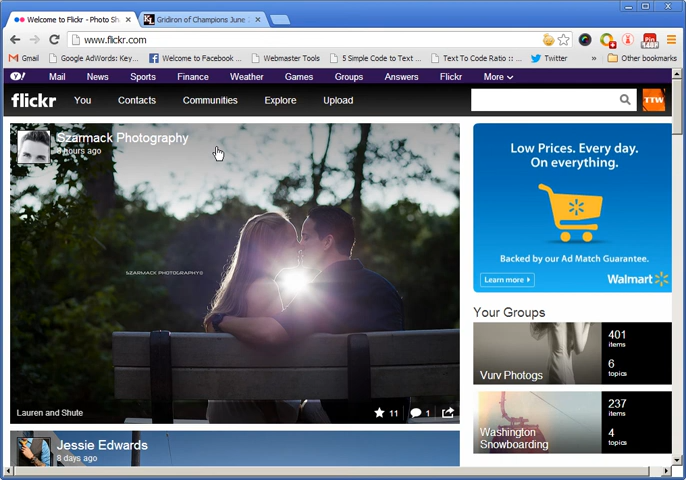 Welcome to Flickr - Photo Sh
Gridiron of Champions June
www.flickr.com
Gmail
Google AdWords: Key...
Welcome to Facebook ...
Webmaster Tools
5 Simple Code to Text ...
Text To Code Ratio ...
Twitter
»
Other bookmarks
Y!
Mail
News
Sports
Finance
Weather
Games
Groups
Answers
Flickr
More
flickr
You
Contacts
Communities
Explore
Upload
TTW
Szarmack Photography
hours ago
SZARMACK PHOTOGRAPHY©
Lauren and Shute
11
1
Jessie Edwards
8 days ago
Low Prices. Every day.
On everything.
Backed by our Ad Match Guarantee.
Learn more
Walmart
Your Groups
401
items
6
topics
Vurv Photogs
237
items
4
topics
Washington
Snowboarding